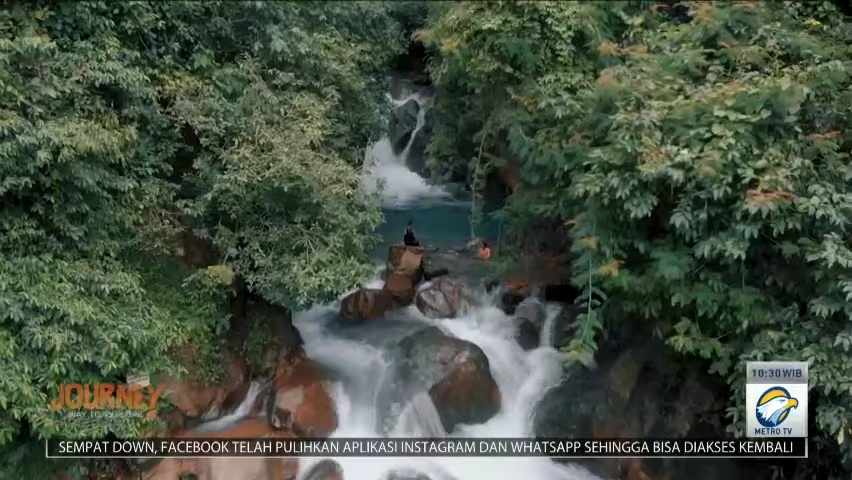 JOURNEY
10:30 WIB
METRO TV
SEMPAT DOWN, FACEBOOK TELAH PULIHKAN APLIKASI INSTAGRAM DAN WHATSAPP SEHINGGA BISA DIAKSES KEMBALI